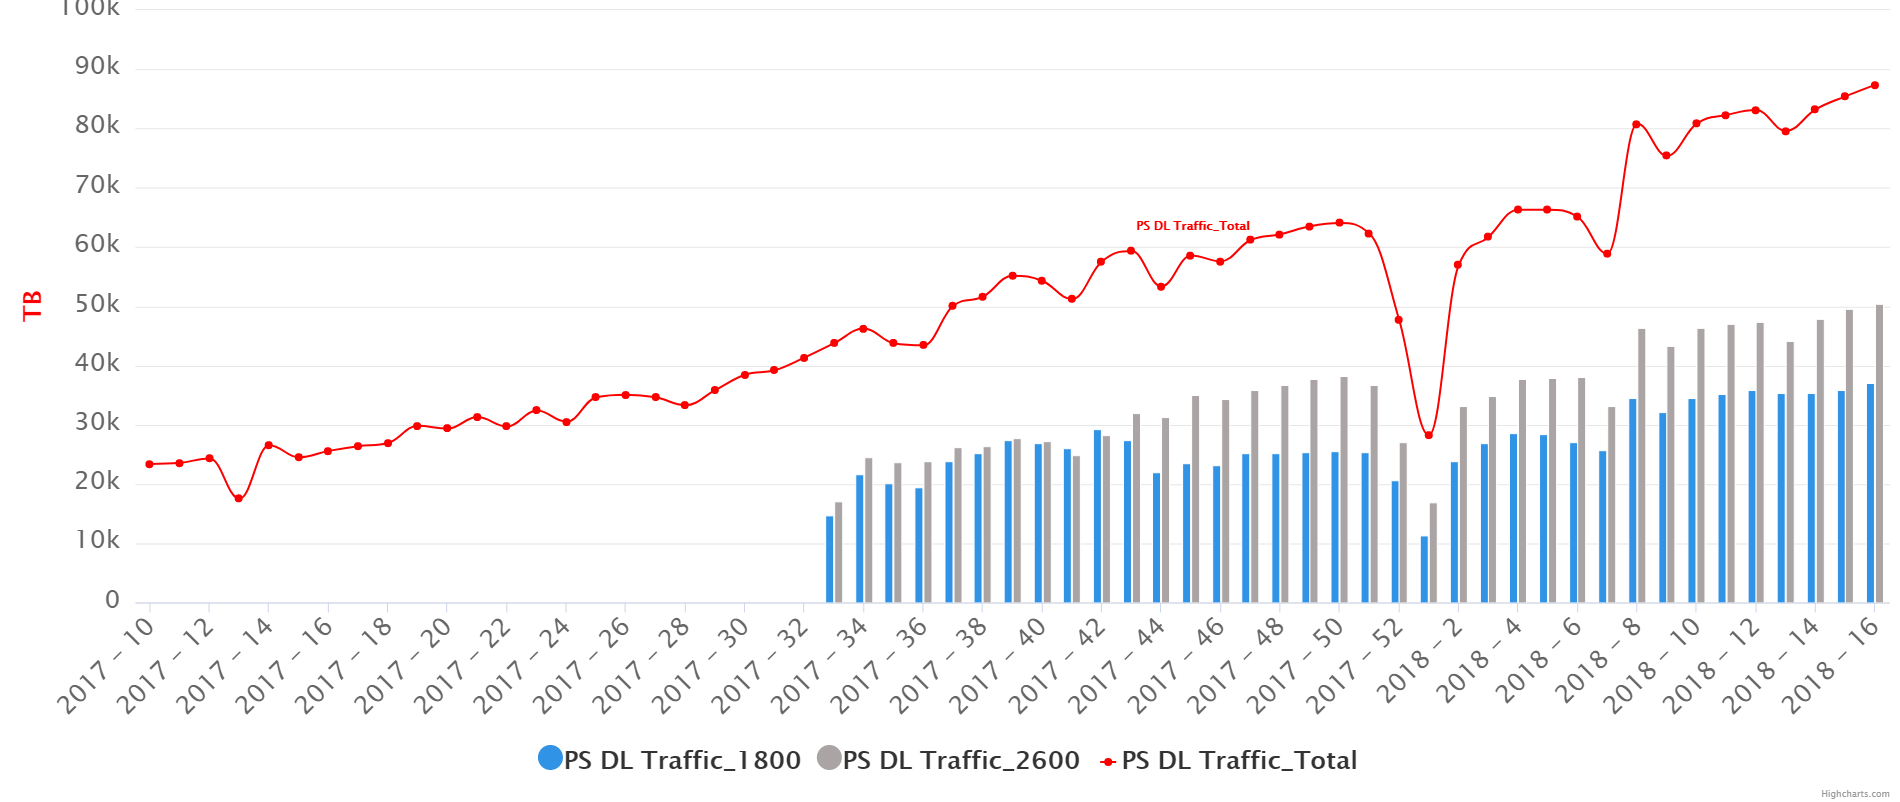 100k
90k
80k
70k
60k
50k
40k
30k
20k
10k
0
TB
PS DL Traffic_Total
2017 – 10
2017 – 12
2017 – 14
2017 – 16
2017 – 18
2017 – 20
2017 – 22
2017 – 24
2017 – 26
2017 – 28
2017 – 30
2017 – 32
2017 – 34
2017 – 36
2017 – 38
2017 – 40
2017 – 42
2017 – 44
2017 – 46
2017 – 48
2017 – 50
2017 – 52
2018 – 2
2018 – 4
2018 – 6
2018 – 8
2018 – 10
2018 – 12
2018 – 14
2018 – 16
PS DL Traffic_1800 PS DL Traffic_2600 PS DL Traffic_Total
Highcharts.com